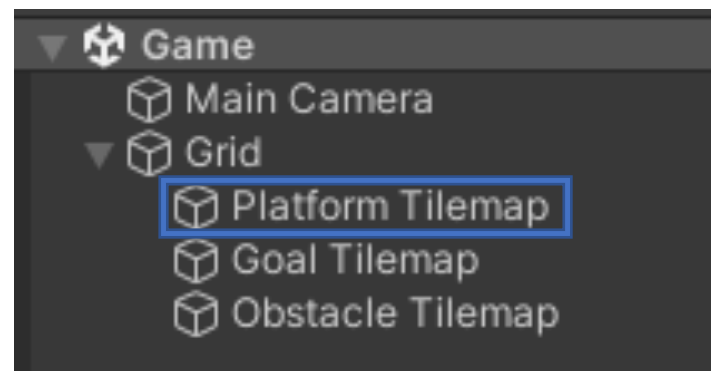 Game
Main Camera
Grid
Platform Tilemap
Goal Tilemap
Obstacle Tilemap